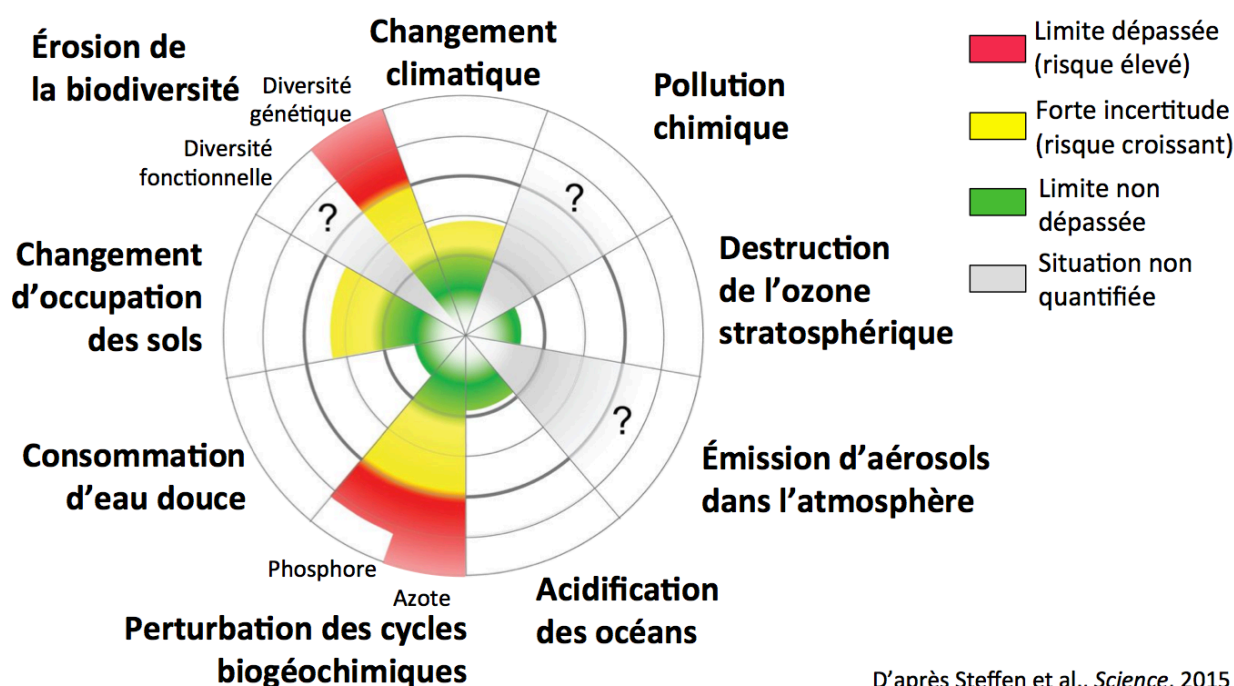 Érosion de
la biodiversité
Diversité
génétique
Diversité
fonctionnelle
Changement
climatique
Pollution
chimique
Limite dépassée
(risque élevé)
Forte incertitude
(risque croissant)
Limite non
dépassée
Situation non
quantifiée
?
?
Changement
d'occupation
des sols
Destruction
de l'ozone
stratosphérique
?
Consommation
d'eau douce
Émission d'aérosols
dans l'atmosphère
Phosphore
Azote
Perturbation des cycles
biogéochimiques
Acidification
des océans
D'après Steffen et al., Science, 2015